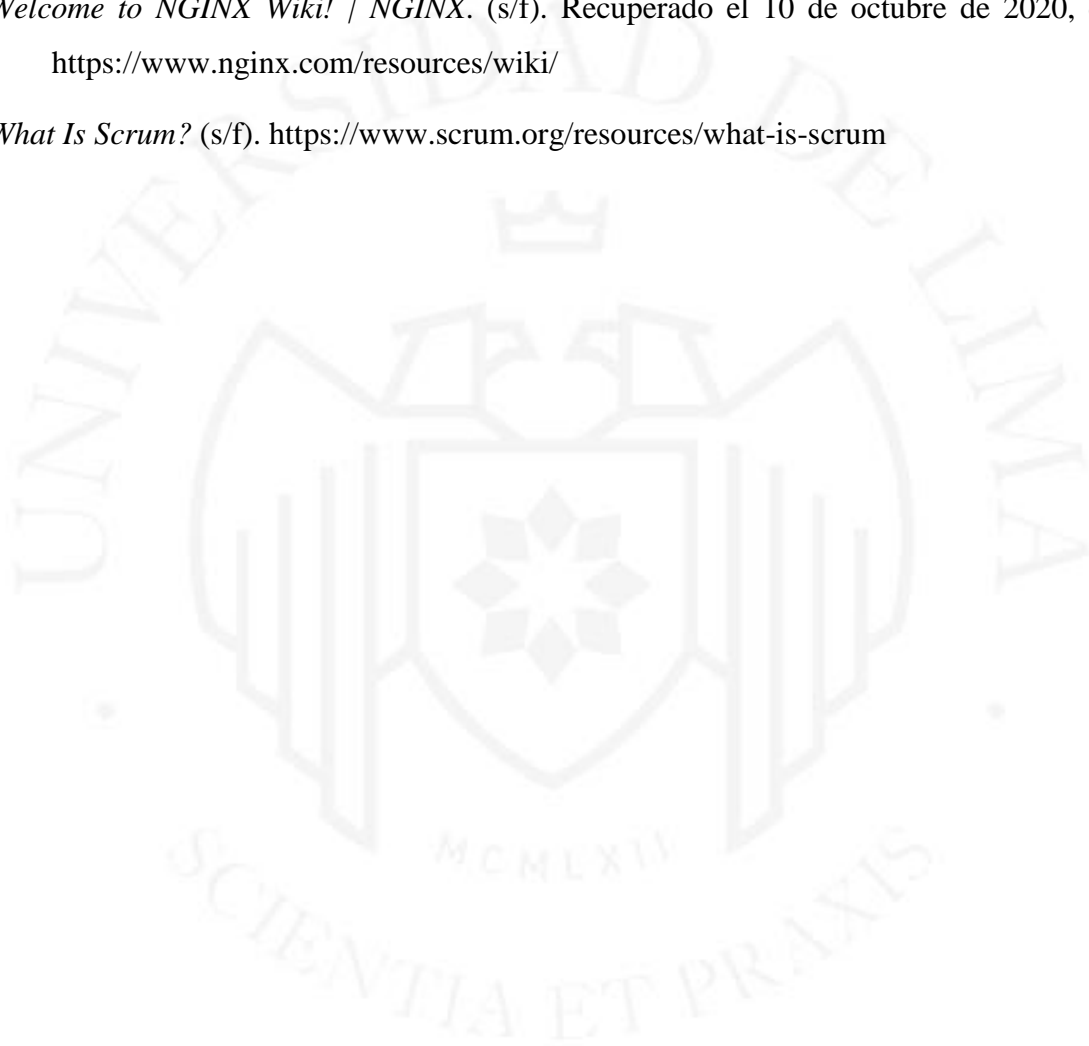 Welcome to NGINX Wiki! | NGINX. (s/f). Recuperado el 10 de octubre de 2020,
https://www.nginx.com/resources/wiki/
What Is Scrum? (s/f). https://www.scrum.org/resources/what-is-scrum
UNIVERSIDAD DE LIMA
MCMLXII
SCIENTIA ET PRAXIS